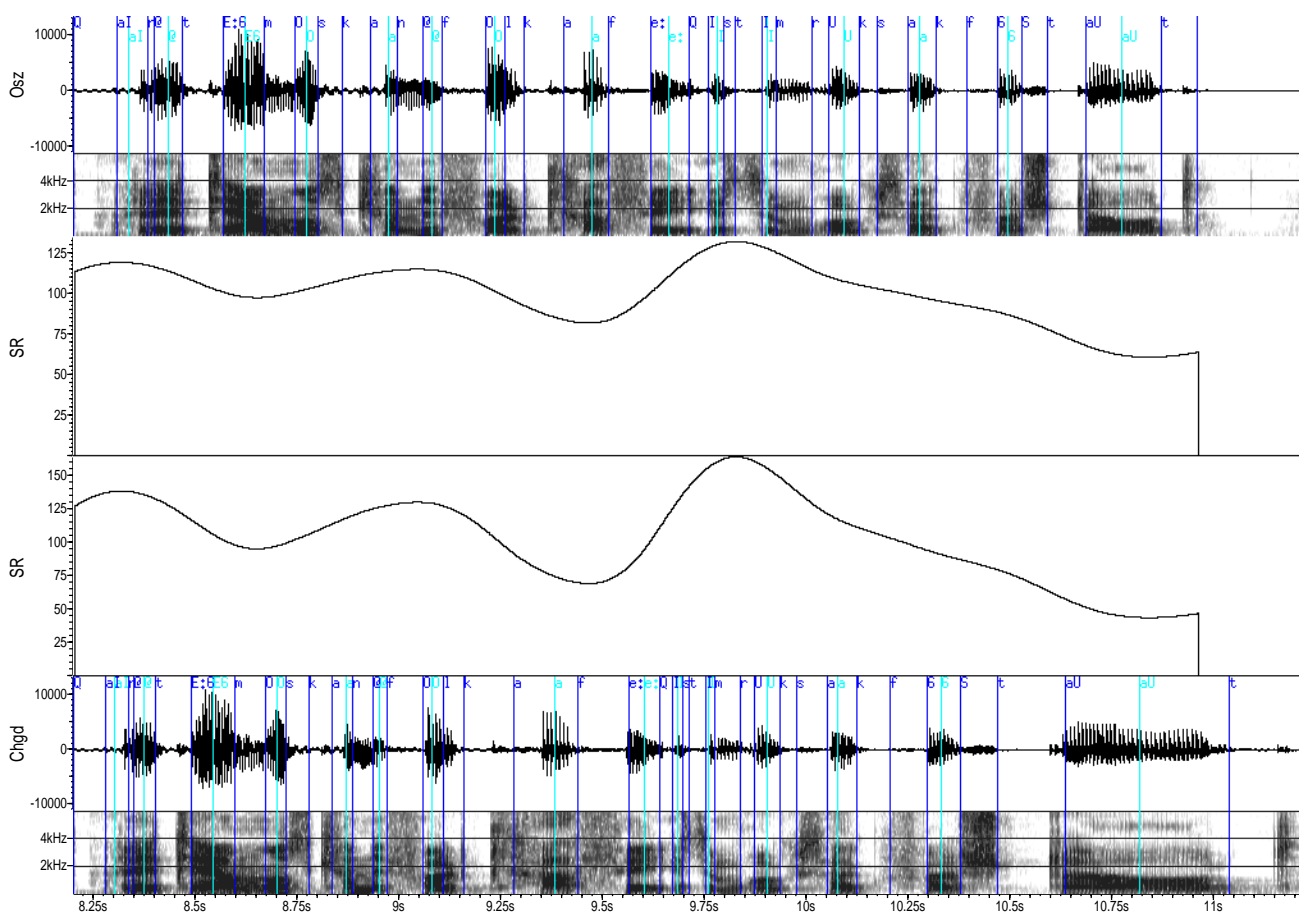 Q aI n @ t E:6 m O s k a n @ f O l k a f e: Q I s t I m r U k s a k f 6 S t aU t
aI @ E6 O a @ O a e: I I U a 6 aU
Osz
10000
0
-10000
4kHz
2kHz
SR
125
100
75
50
25
SR
150
125
100
75
50
25
Q aI n @ t E:6 m O s k a n @ f O l k a f e: Q I s t I m r U k s a k f 6 S t aU t
Chgd
10000
0
-10000
4kHz
2kHz
8.25s 8.5s 8.75s 9s 9.25s 9.5s 9.75s 10s 10.25s 10.5s 10.75s 11s